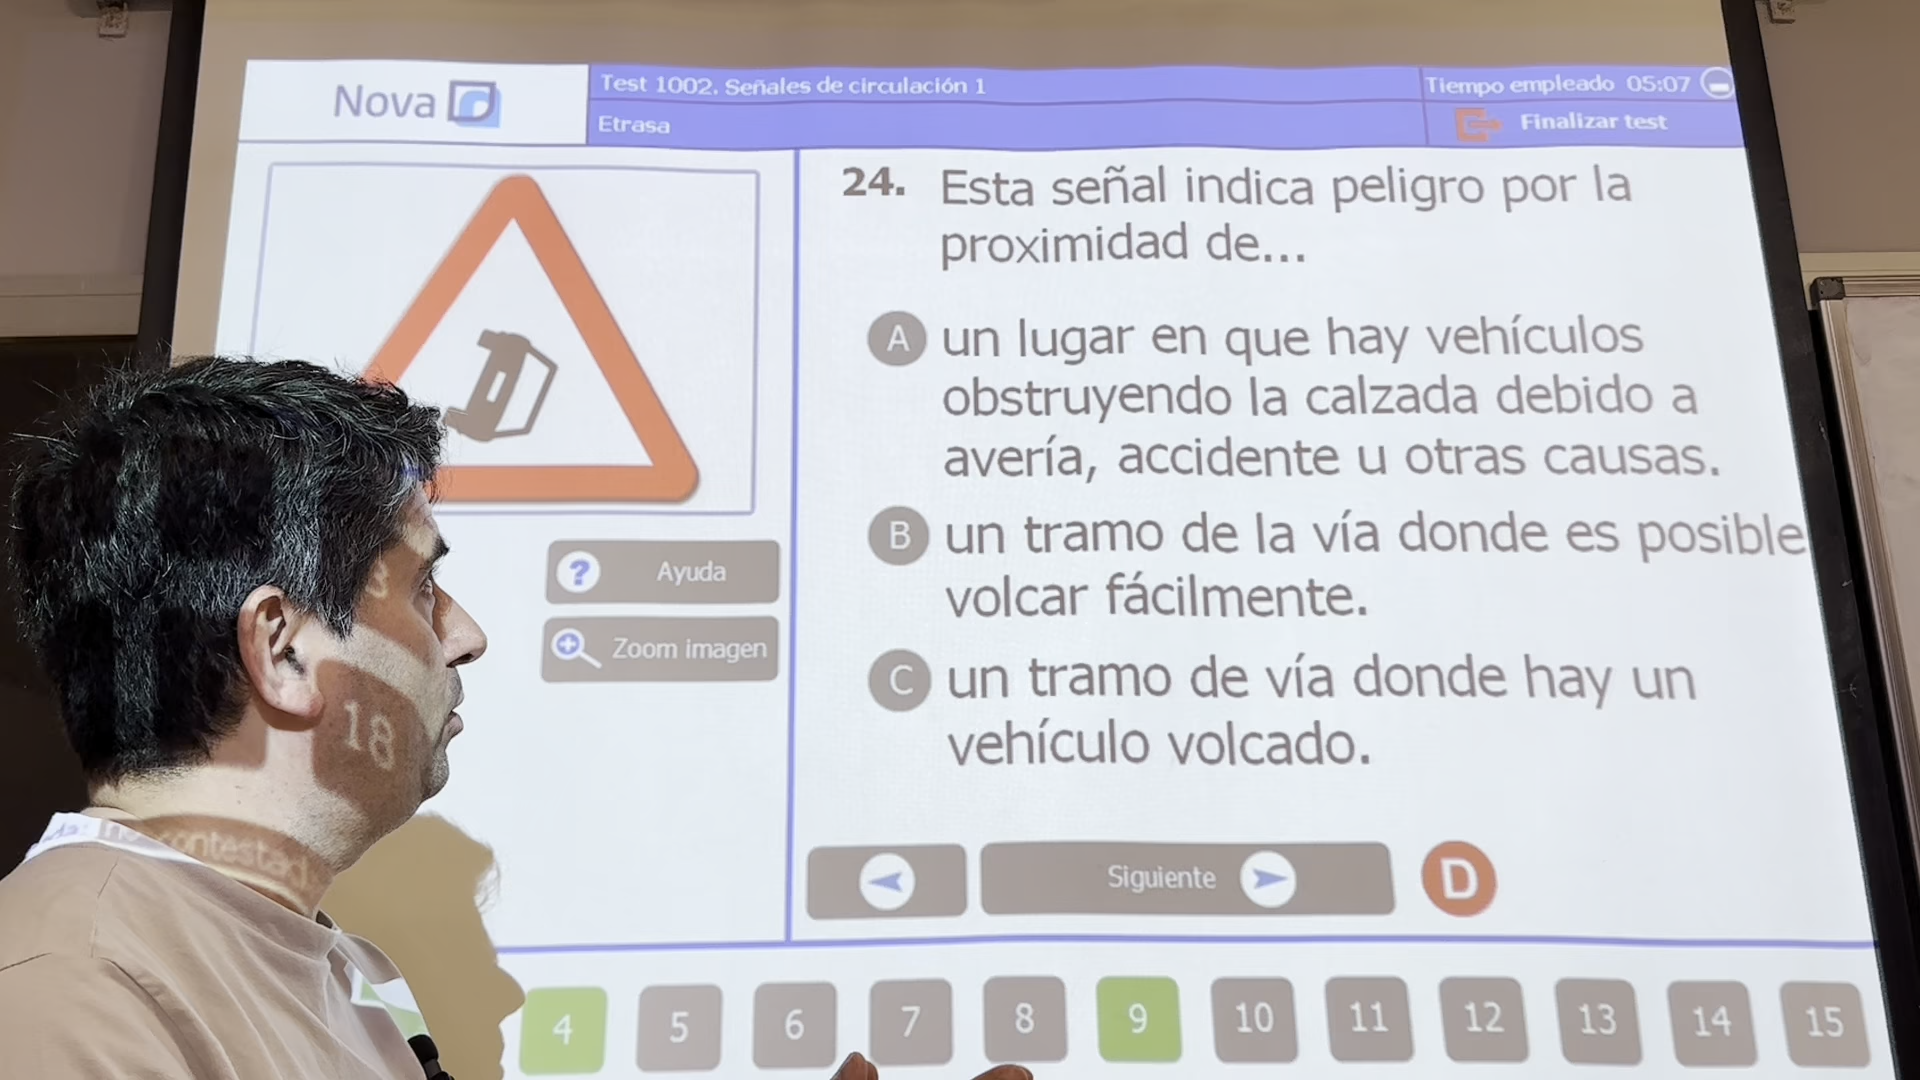 Nova
Test 1002. Señales de circulación 1
Tiempo empleado 05:07
Etrasa
Finalizar test
24. Esta señal indica peligro por la
proximidad de...
A un lugar en que hay vehículos
obstruyendo la calzada debido a
avería, accidente u otras causas.
B un tramo de la vía donde es posible
volcar fácilmente.
C un tramo de vía donde hay un
vehículo volcado.
? Ayuda
Zoom imagen
18
Siguiente
D
4 5 6 7 8 9 10 11 12 13 14 15